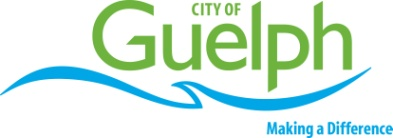 CITY OF
Guelph
Making a Difference